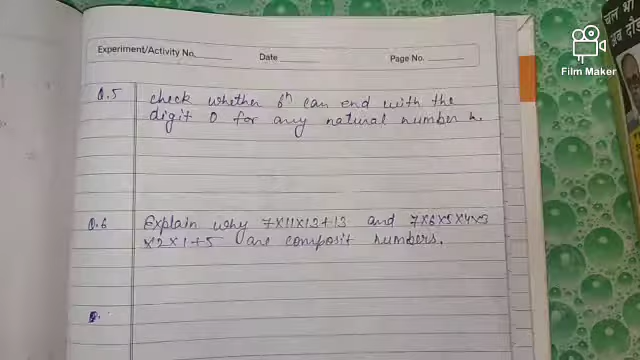 Experiment/Activity No. Date Page No.
Q.5 check whether 6ⁿ can end with the
digit 0 for any natural number n.
Q.6 Explain why 7×11×13+13 and 7×6×5×4×3
×2×1+5 are composit numbers.
Q.
Film Maker